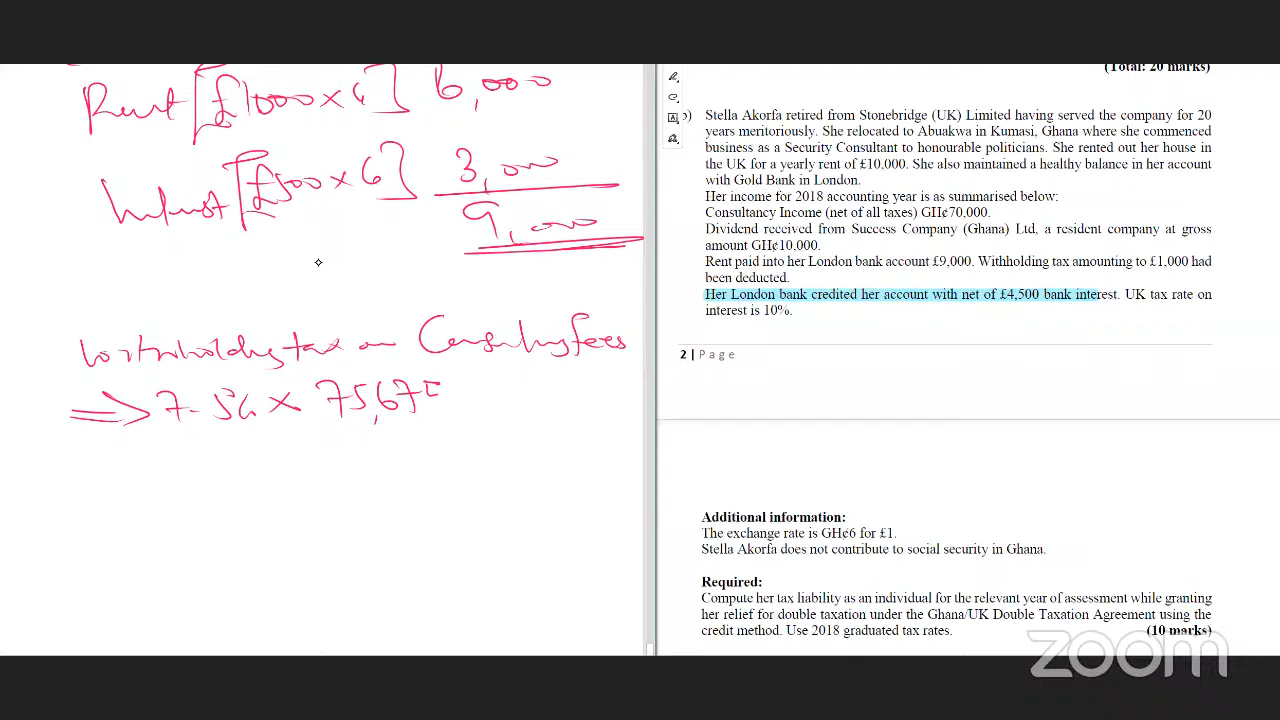 Rent [£1000 x 6] 6,000
Interest [£500 x 6] 3,000
9,000
Withholding tax on Consulting fees
⇒ 7.5% x 75,675
(Total: 20 marks)
b) Stella Akorfa retired from Stonebridge (UK) Limited having served the company for 20
years meritoriously. She relocated to Abuakwa in Kumasi, Ghana where she commenced
business as a Security Consultant to honourable politicians. She rented out her house in
the UK for a yearly rent of £10,000. She also maintained a healthy balance in her account
with Gold Bank in London.
Her income for 2018 accounting year is as summarised below:
Consultancy Income (net of all taxes) GH¢70,000.
Dividend received from Success Company (Ghana) Ltd, a resident company at gross
amount GH¢10,000.
Rent paid into her London bank account £9,000. Withholding tax amounting to £1,000 had
been deducted.
Her London bank credited her account with net of £4,500 bank interest. UK tax rate on
interest is 10%.
2 | Page
Additional information:
The exchange rate is GH¢6 for £1.
Stella Akorfa does not contribute to social security in Ghana.
Required:
Compute her tax liability as an individual for the relevant year of assessment while granting
her relief for double taxation under the Ghana/UK Double Taxation Agreement using the
credit method. Use 2018 graduated tax rates. (10 marks)
zoom